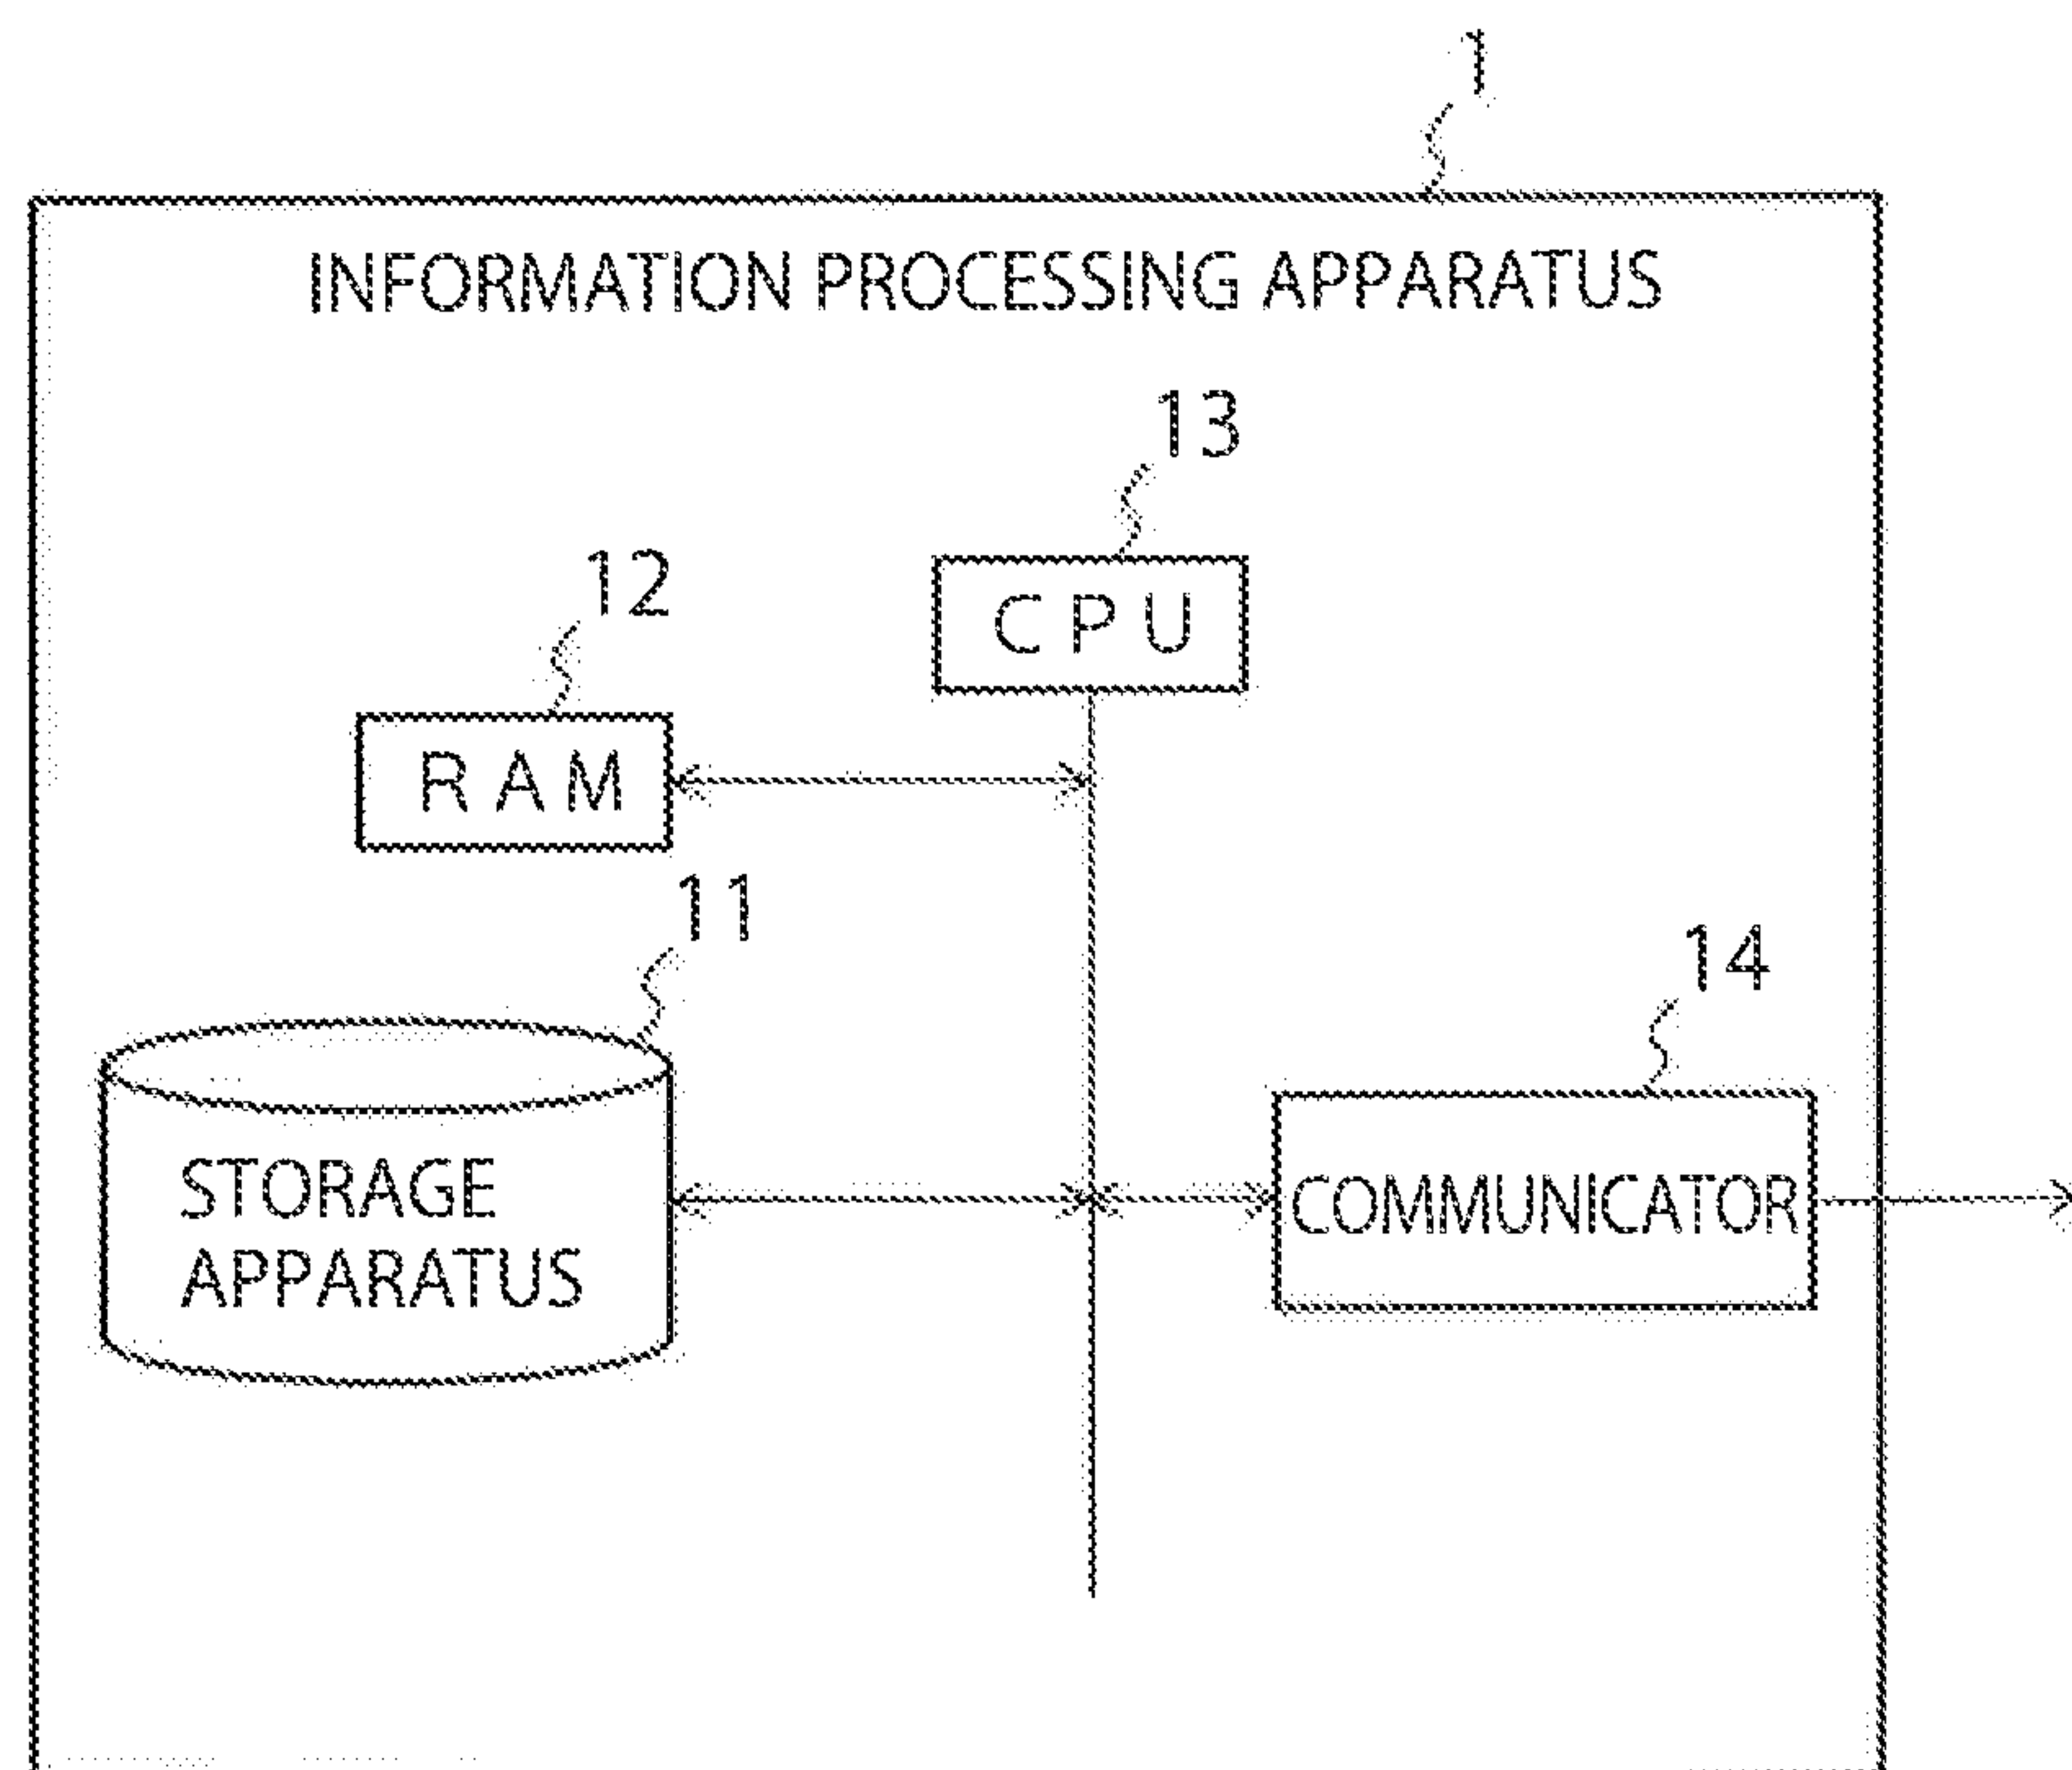 1
INFORMATION PROCESSING APPARATUS
13
CPU
12
RAM
11
14
STORAGE
APPARATUS
COMMUNICATOR